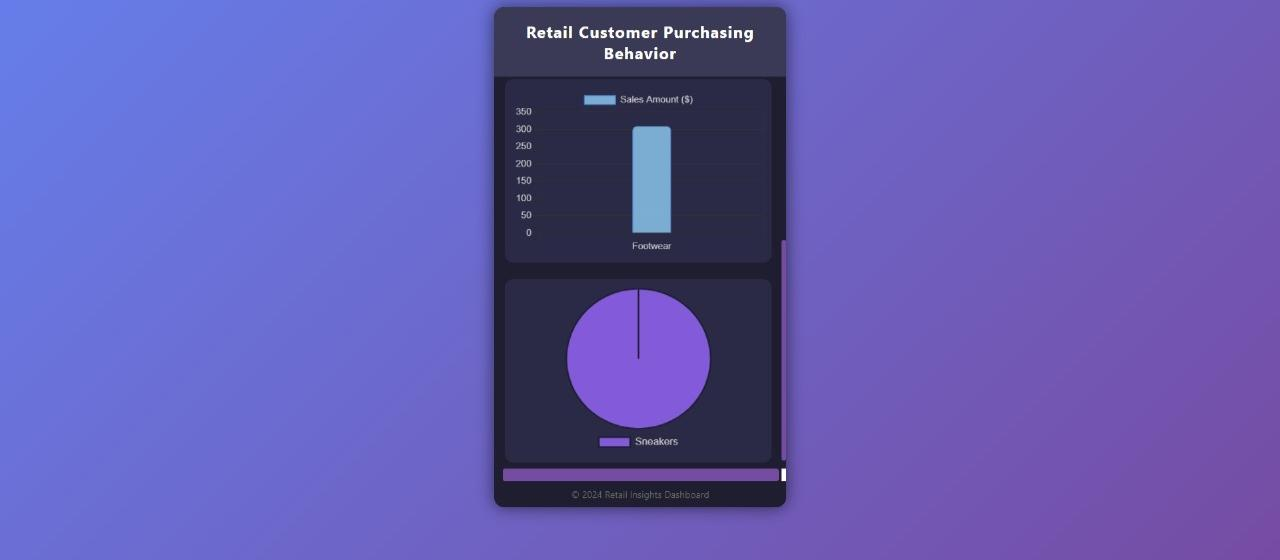 Retail Customer Purchasing
Behavior
Sales Amount ($)
350
300
250
200
150
100
50
0
Footwear
Sneakers
© 2024 Retail Insights Dashboard